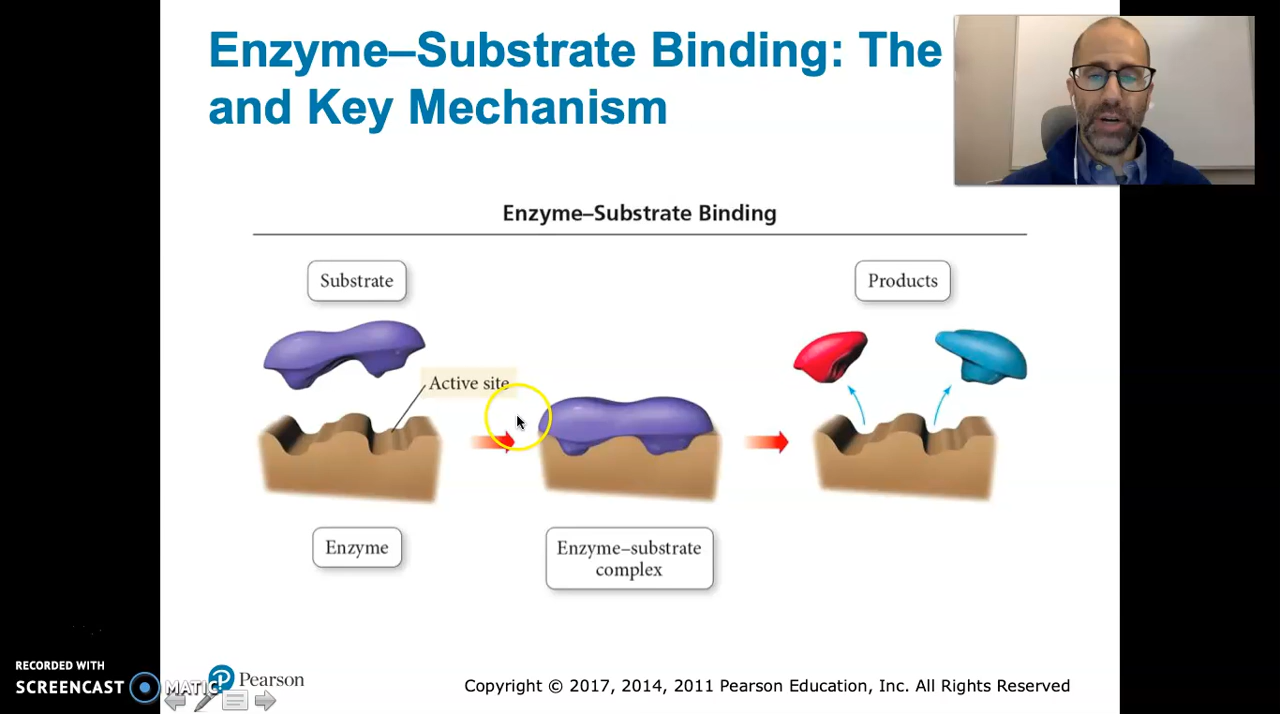 Enzyme–Substrate Binding: The
and Key Mechanism
Enzyme–Substrate Binding
Substrate
Products
Active site
Enzyme
Enzyme–substrate
complex
RECORDED WITH
SCREENCAST MATIC
Pearson
Copyright © 2017, 2014, 2011 Pearson Education, Inc. All Rights Reserved